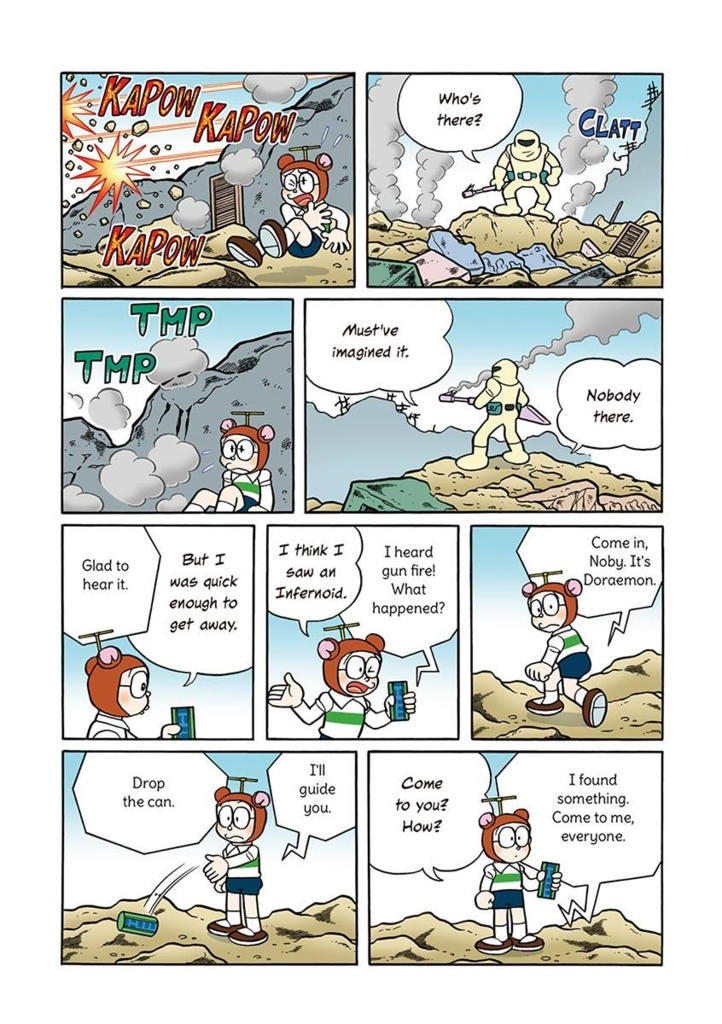 CLATT
Who's
there?
KAPOW
KAPOW
KAPOW
Nobody
there.
Must've
imagined it.
TMP
TMP
Come in,
Noby. It's
Doraemon.
I heard
gun fire!
What
happened?
I think I
saw an
Infernoid.
But I
was quick
enough to
get away.
Glad to
hear it.
I found
something.
Come to me,
everyone.
Come
to you?
How?
I'll
guide
you.
Drop
the can.